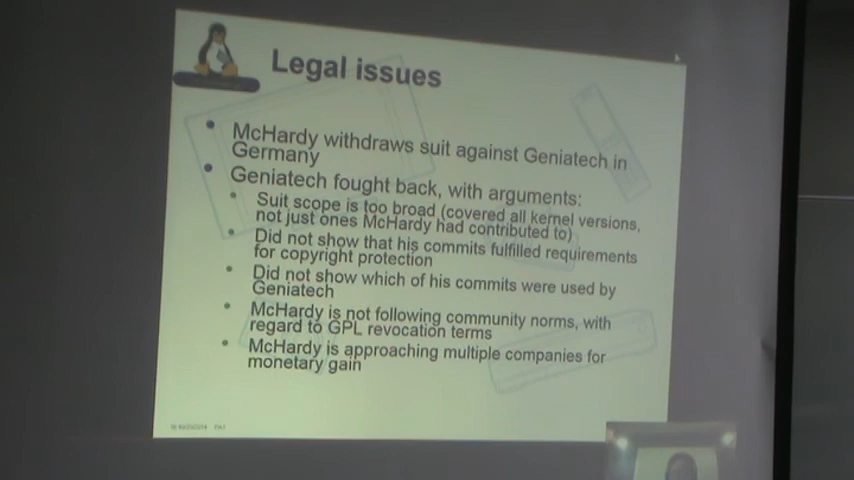 Legal issues
McHardy withdraws suit against Geniatech in
Germany
Geniatech fought back, with arguments:
Suit scope is too broad (covered all kernel versions,
not just ones McHardy had contributed to)
Did not show that his commits fulfilled requirements
for copyright protection
Did not show which of his commits were used by
Geniatech
McHardy is not following community norms, with
regard to GPL revocation terms
McHardy is approaching multiple companies for
monetary gain